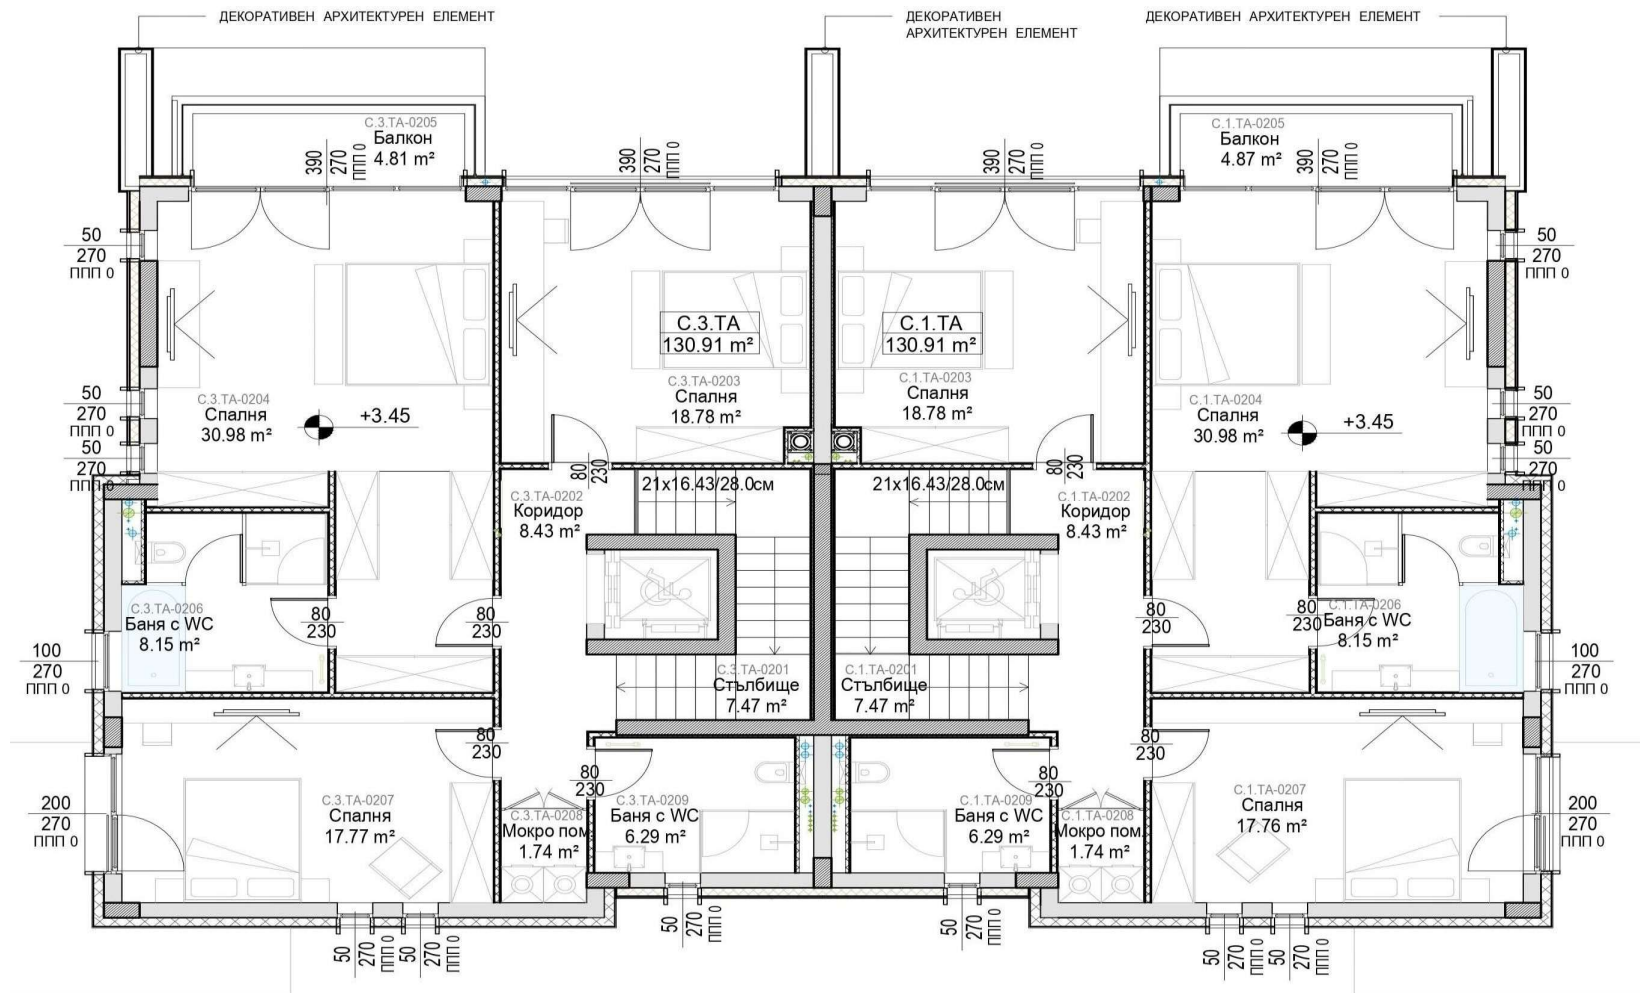 ДЕКОРАТИВЕН АРХИТЕКТУРЕН ЕЛЕМЕНТ
ДЕКОРАТИВЕН
АРХИТЕКТУРЕН ЕЛЕМЕНТ
ДЕКОРАТИВЕН АРХИТЕКТУРЕН ЕЛЕМЕНТ
С.3.ТА-0205
Балкон
4.81 m²
390
270
ППП 0
390
270
ППП 0
390
270
ППП 0
С.1.ТА-0205
Балкон
4.87 m²
390
270
ППП 0
50
270
ППП 0
50
270
ППП 0
С.3.ТА
130.91 m²
С.1.ТА
130.91 m²
С.3.ТА-0203
Спалня
18.78 m²
С.1.ТА-0203
Спалня
18.78 m²
50
270
ППП 0
50
270
ППП 0
С.3.ТА-0204
Спалня
30.98 m²
+3.45
С.1.ТА-0204
Спалня
30.98 m²
+3.45
50
270
ППП 0
50
270
ППП 0
80
230
80
230
21x16.43/28.0см
21x16.43/28.0см
С.3.ТА-0202
Коридор
8.43 m²
С.1.ТА-0202
Коридор
8.43 m²
С.3.ТА-0206
Баня с WC
8.15 m²
80
230
80
230
80
230
80
230
С.1.ТА-0206
Баня с WC
8.15 m²
100
270
ППП 0
С.3.ТА-0201
Стълбище
7.47 m²
С.1.ТА-0201
Стълбище
7.47 m²
100
270
ППП 0
80
230
80
230
80
230
80
230
200
270
ППП 0
С.3.ТА-0207
Спалня
17.77 m²
С.3.ТА-0208
Мокро пом.
1.74 m²
С.3.ТА-0209
Баня с WC
6.29 m²
С.1.ТА-0209
Баня с WC
6.29 m²
С.1.ТА-0208
Мокро пом.
1.74 m²
С.1.ТА-0207
Спалня
17.76 m²
200
270
ППП 0
50
270
ППП 0
50
270
ППП 0
50
270
ППП 0
50
270
ППП 0
50
270
ППП 0
50
270
ППП 0